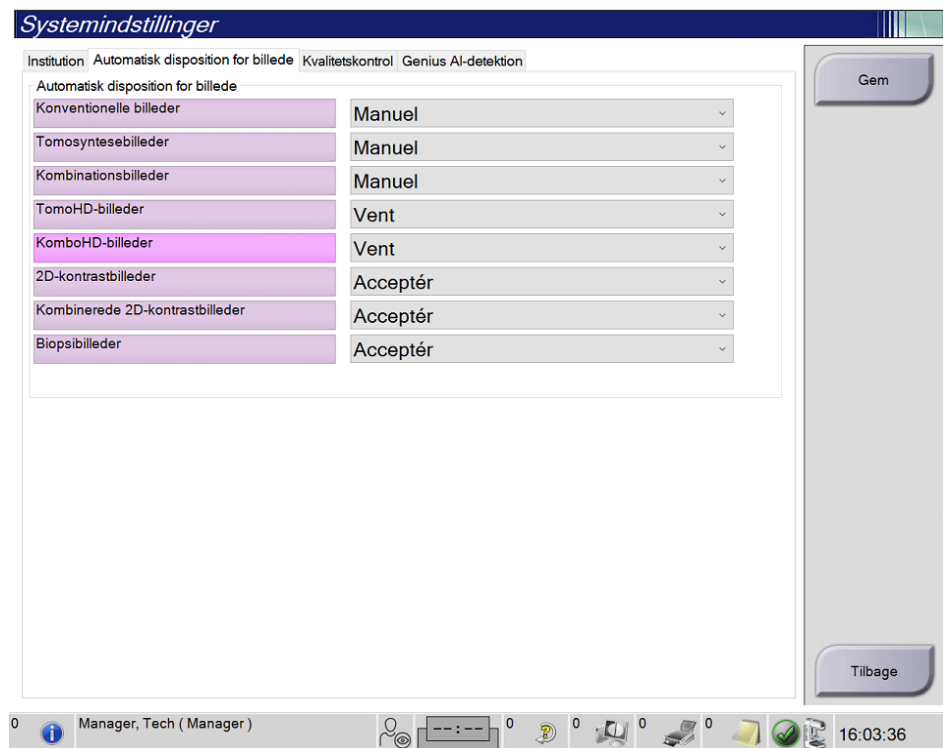 Systemindstillinger
Institution Automatisk disposition for billede Kvalitetskontrol Genius AI-detektion
Gem
Automatisk disposition for billede
Konventionelle billeder Manuel
Tomosyntesebilleder Manuel
Kombinationsbilleder Manuel
TomoHD-billeder Vent
KomboHD-billeder Vent
2D-kontrastbilleder Acceptér
Kombinerede 2D-kontrastbilleder Acceptér
Biopsibilleder Acceptér
Tilbage
0 Manager, Tech ( Manager ) --:-- 0 0 0 0 16:03:36